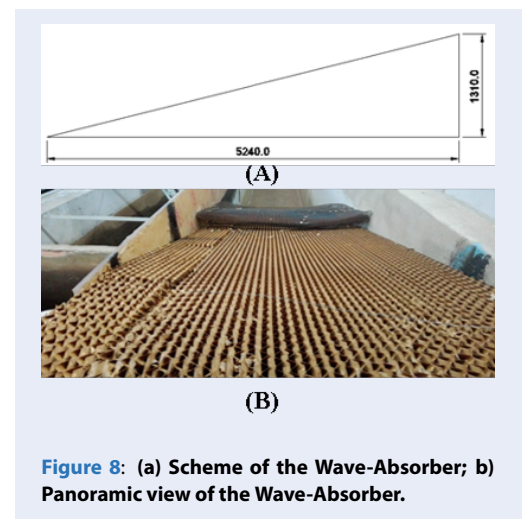 1310.0
5240.0
(A)
(B)
Figure 8: (a) Scheme of the Wave-Absorber; b)
Panoramic view of the Wave-Absorber.